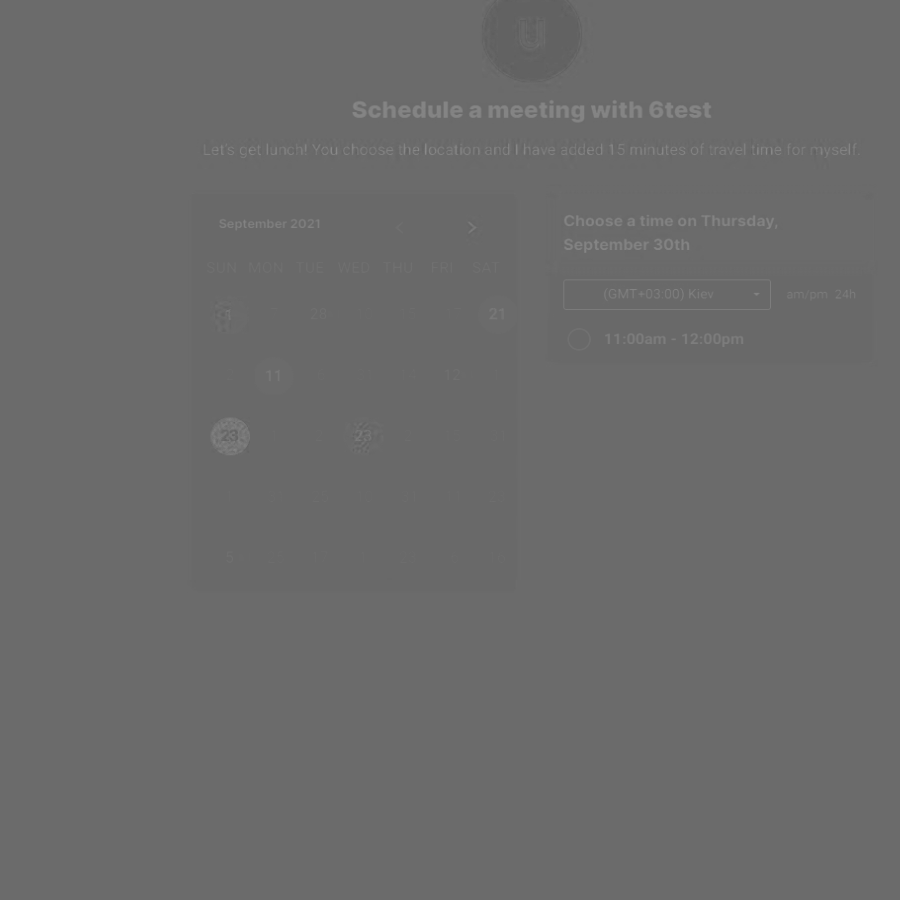 U
Schedule a meeting with 6test
Let's get lunch! You choose the location and I have added 15 minutes of travel time for myself.
September 2021
SUN MON TUE WED THU FRI SAT
28 21
11 12
23 23
5
Choose a time on Thursday,
September 30th
(GMT+03:00) Kiev am/pm 24h
11:00am - 12:00pm